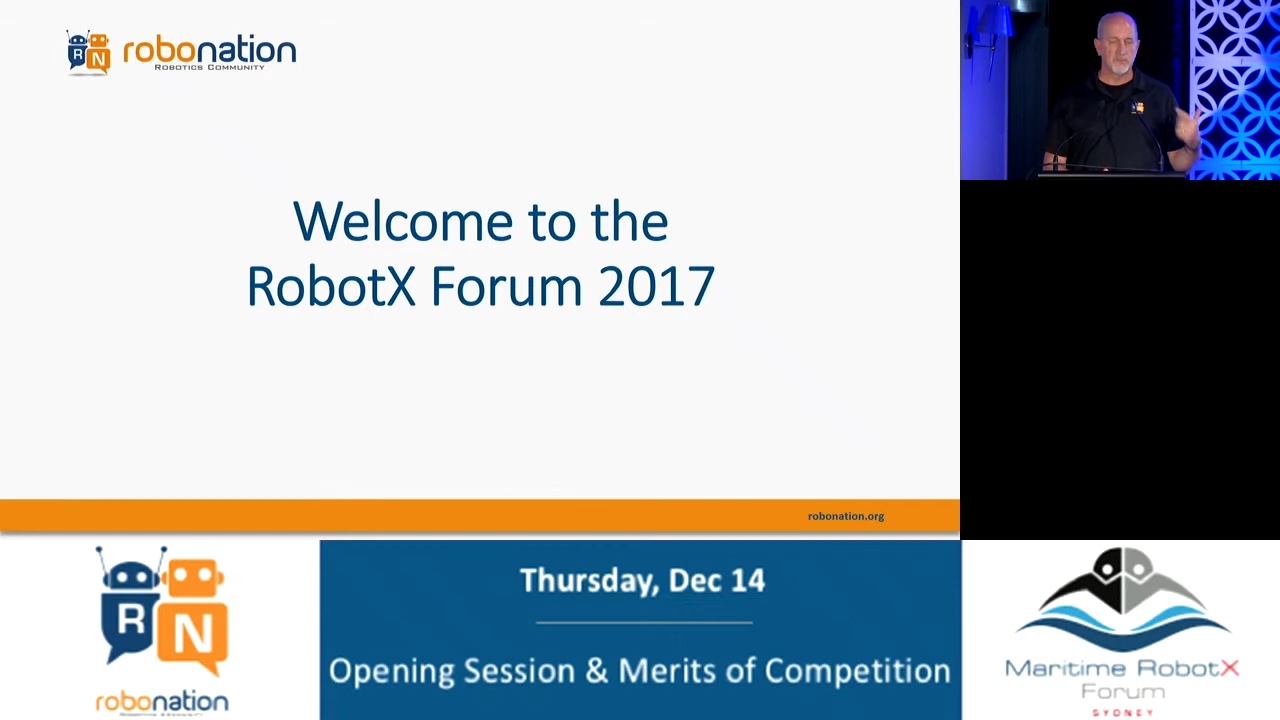 robonation
ROBOTICS COMMUNITY
Welcome to the
RobotX Forum 2017
robonation.org
R N
robonation
Thursday, Dec 14
Opening Session & Merits of Competition
Maritime RobotX
Forum
SYDNEY